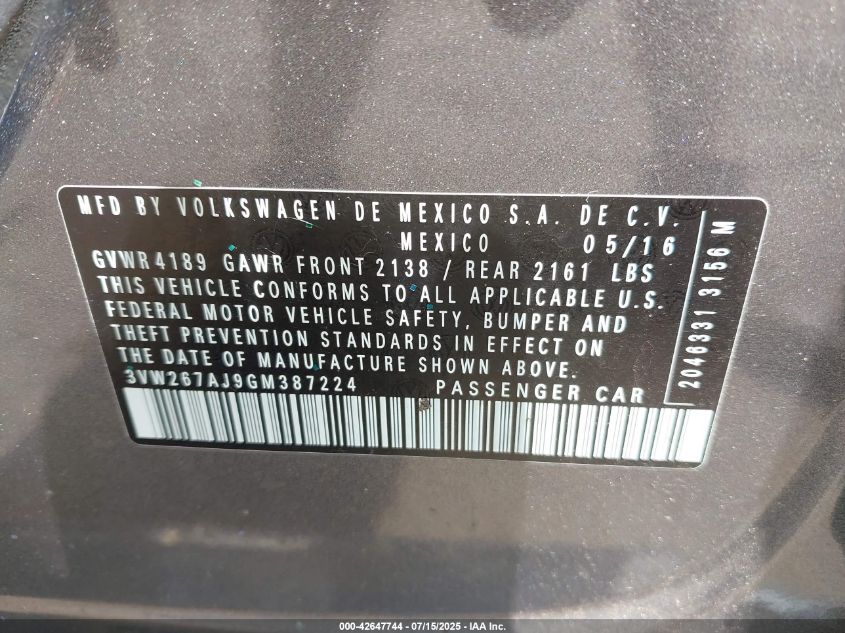 MFD BY VOLKSWAGEN DE MEXICO S.A. DE C.V.
MEXICO 05/16
GVWR 4189 GAWR FRONT 2138 / REAR 2161 LBS
THIS VEHICLE CONFORMS TO ALL APPLICABLE U.S.
FEDERAL MOTOR VEHICLE SAFETY, BUMPER AND
THEFT PREVENTION STANDARDS IN EFFECT ON
THE DATE OF MANUFACTURE SHOWN ABOVE.
3VW267AJ9GM387224 PASSENGER CAR
2046331 3156 M
000-42647744 - 07/15/2025 - IAA Inc.